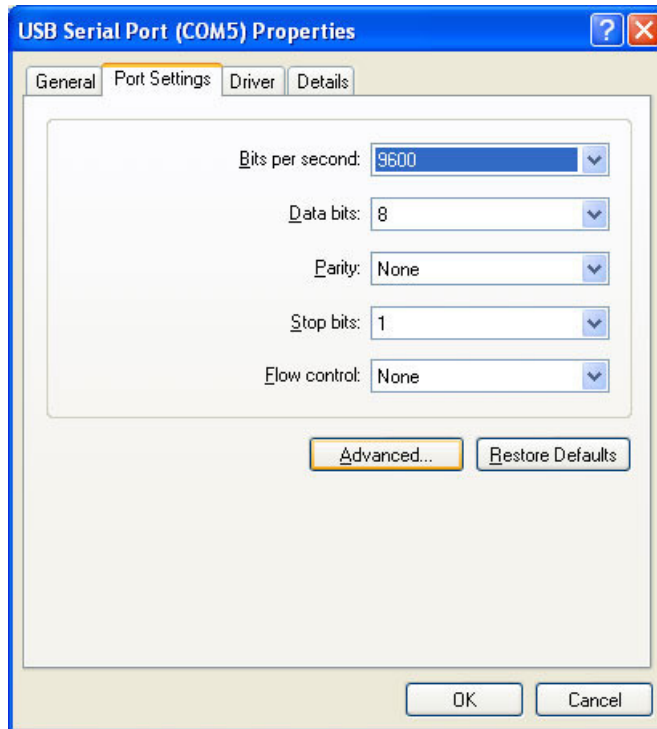 USB Serial Port (COM5) Properties
General Port Settings Driver Details
Bits per second: 9600
Data bits: 8
Parity: None
Stop bits: 1
Flow control: None
Advanced... Restore Defaults
OK Cancel